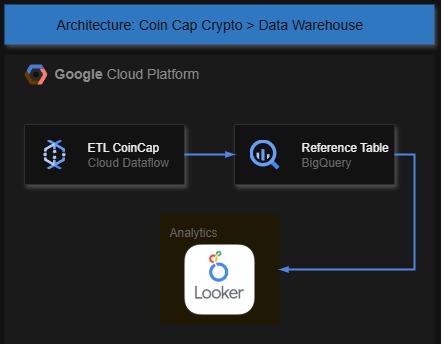 Architecture: Coin Cap Crypto > Data Warehouse
Google Cloud Platform
ETL CoinCap
Cloud Dataflow
Reference Table
BigQuery
Analytics
Looker